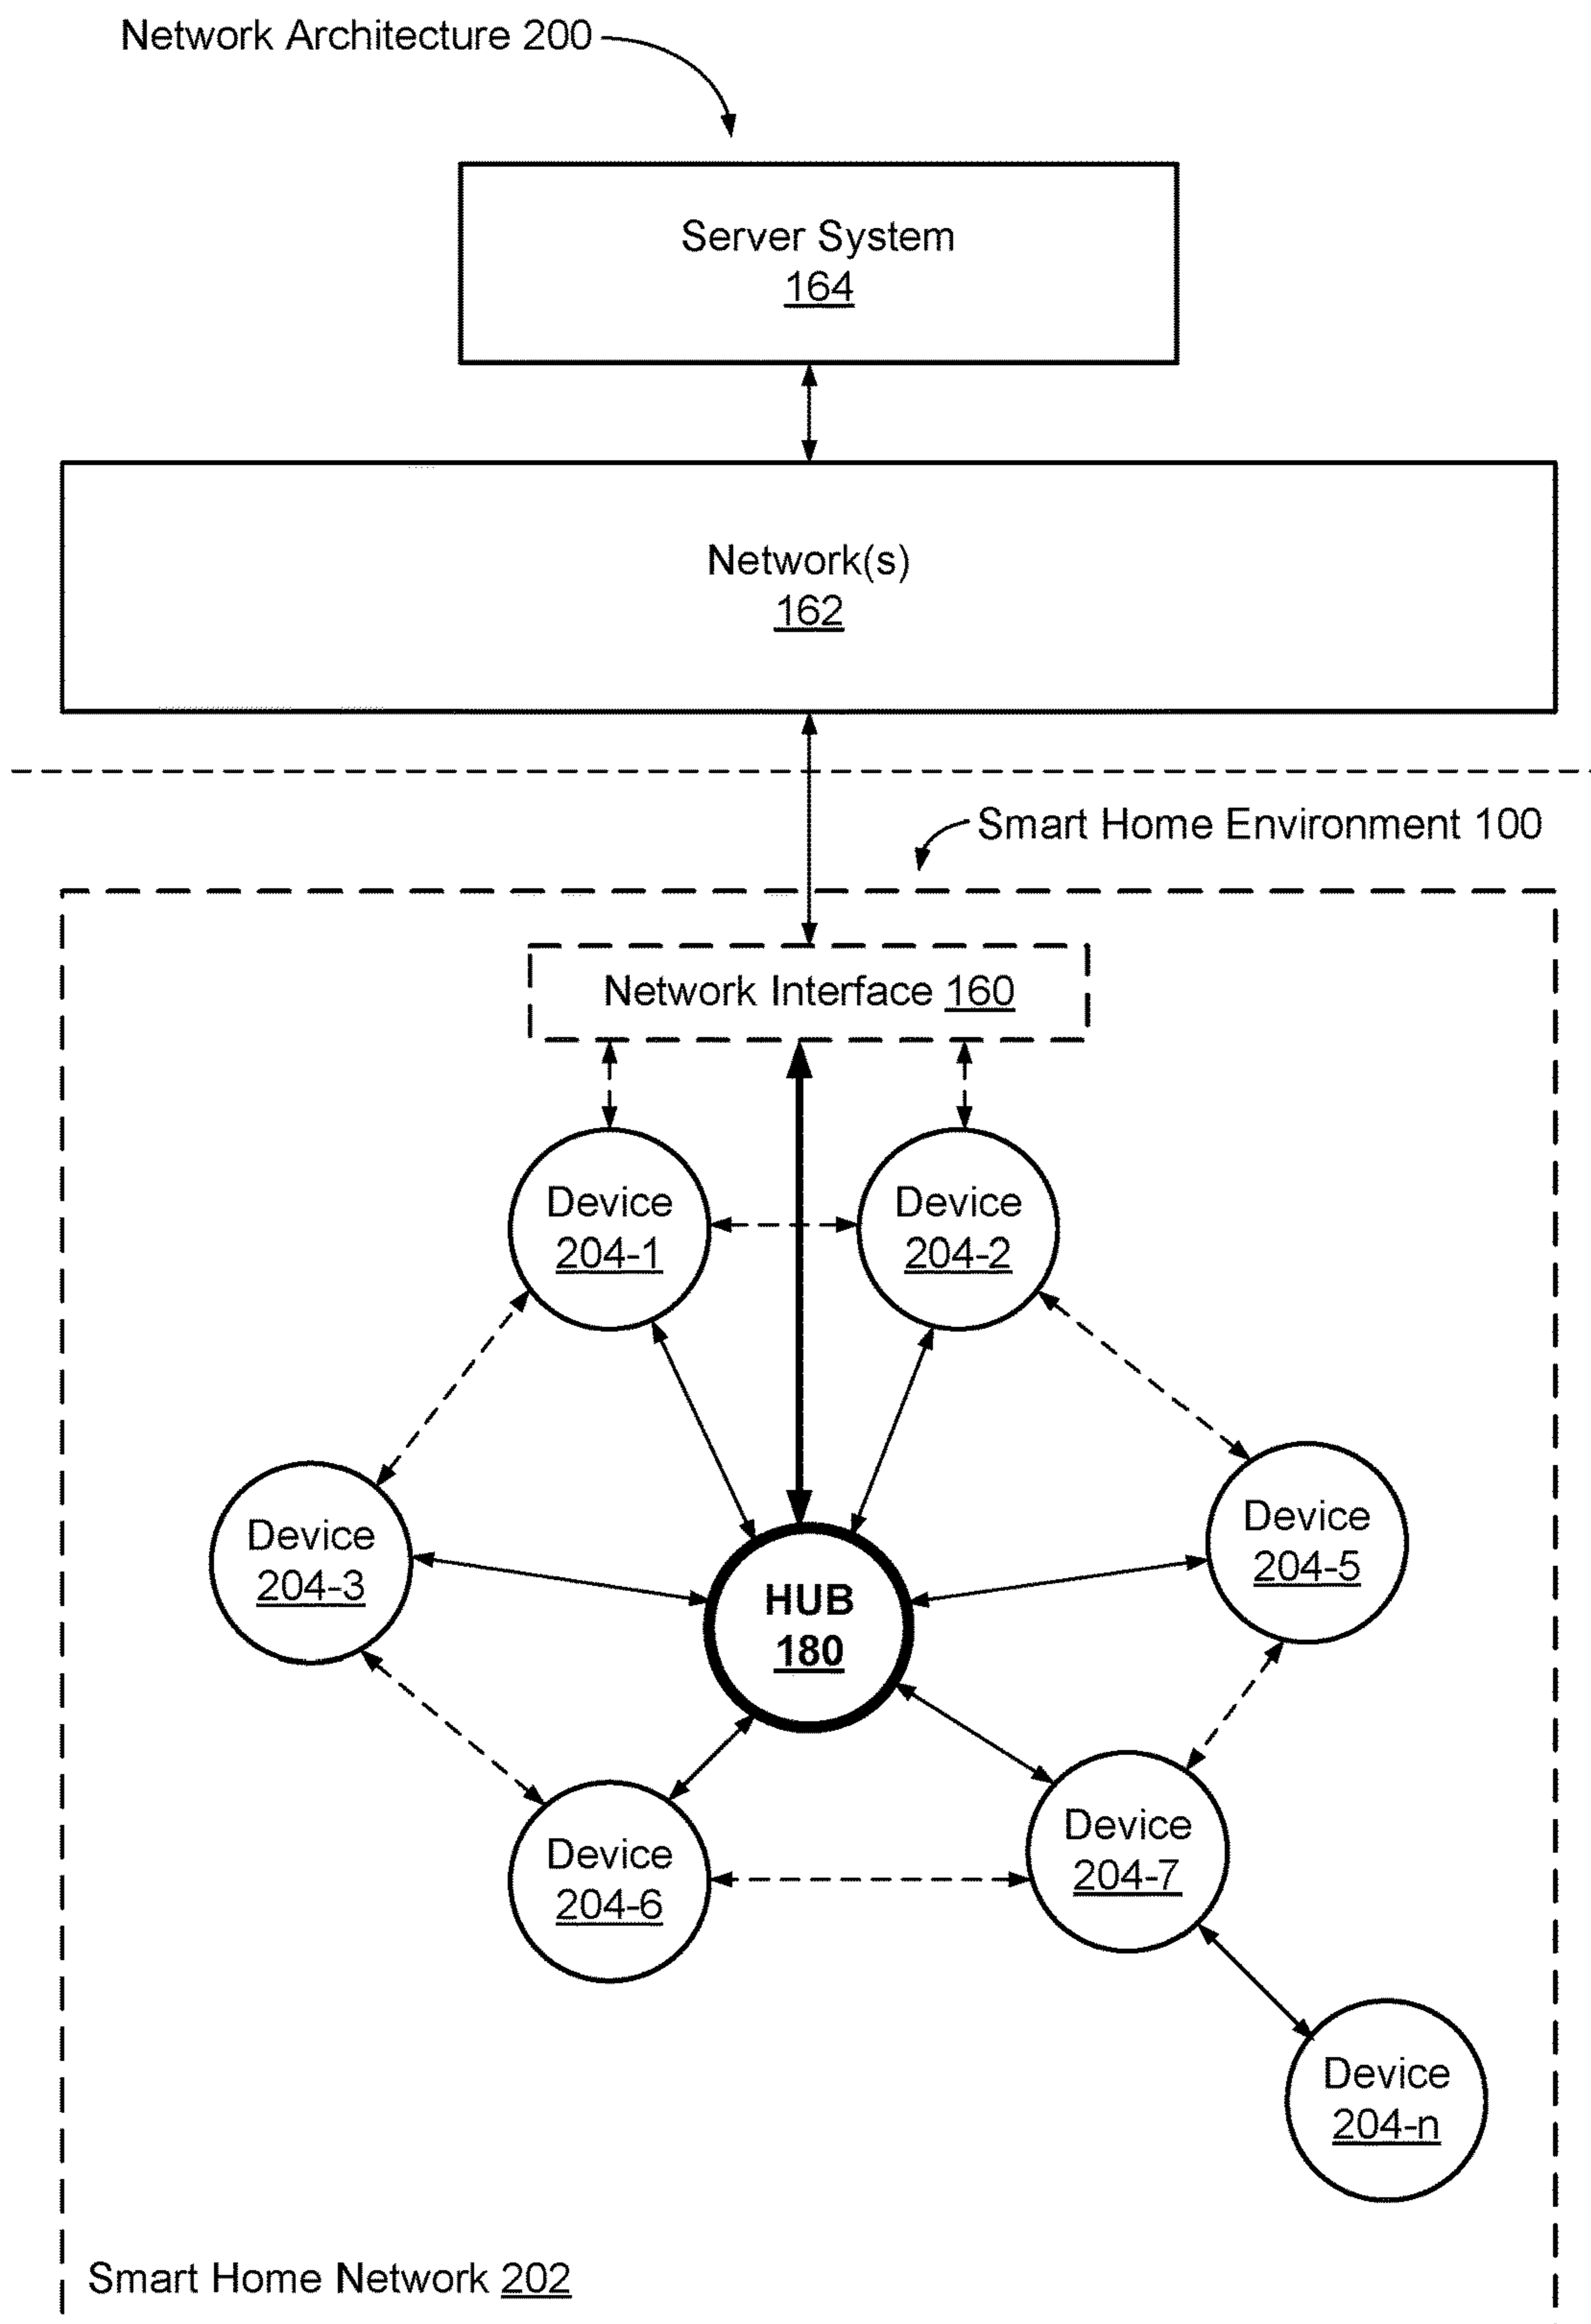 Network Architecture 200
Server System
164
Network(s)
162
Smart Home Environment 100
Network Interface 160
Device
204-1
Device
204-2
Device
204-3
HUB
180
Device
204-5
Device
204-6
Device
204-7
Device
204-n
Smart Home Network 202